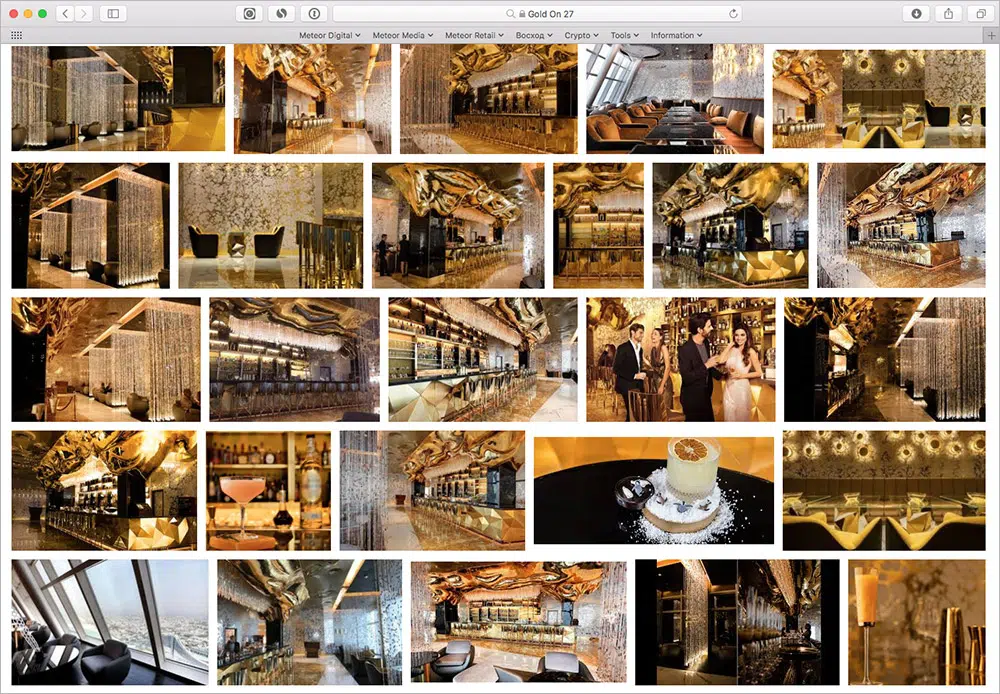 Gold On 27
Meteor Digital Meteor Media Meteor Retail Восход Crypto Tools Information